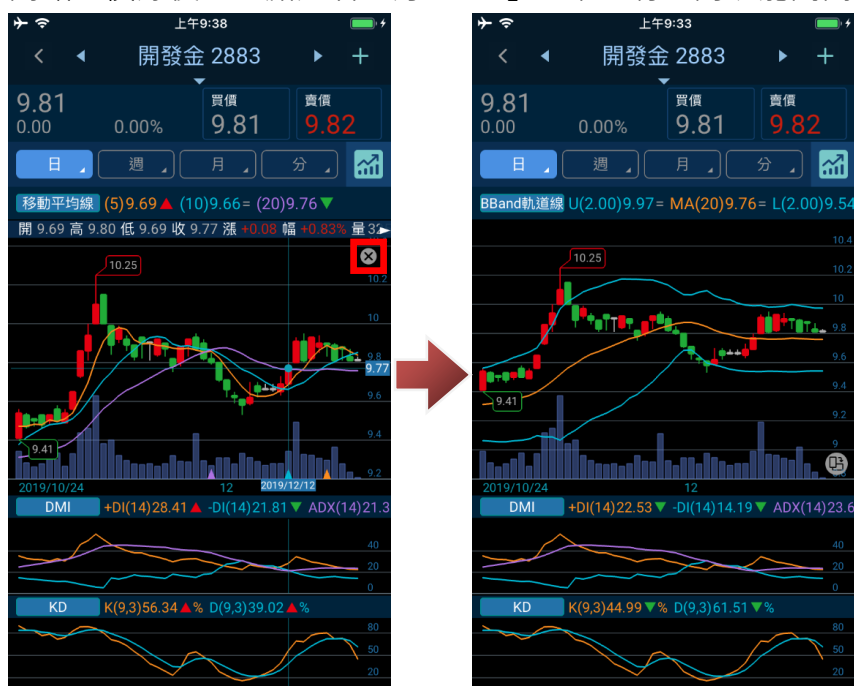 上午9:38
開發金 2883
9.81
0.00
0.00%
買價
9.81
賣價
9.82
日
週
月
分
移動平均線 (5)9.69▲ (10)9.66= (20)9.76▼
開 9.69 高 9.80 低 9.69 收 9.77 漲 +0.08 幅 +0.83% 量
10.25
10.2
10
9.8
9.77
9.6
9.4
9.41
9.2
2019/10/24
12
2019/12/12
DMI +DI(14)28.41▲ -DI(14)21.81▼ ADX(14)21.3
40
20
0
KD K(9,3)56.34▲% D(9,3)39.02▲%
80
50
20
上午9:33
開發金 2883
9.81
0.00
0.00%
買價
9.81
賣價
9.82
日
週
月
分
BBand軌道線 U(2.00)9.97= MA(20)9.76= L(2.00)9.54
10.4
10.25
10.2
10
9.8
9.6
9.4
9.41
9.2
9
2019/10/24
12
DMI +DI(14)22.53▼ -DI(14)14.19▼ ADX(14)23.6
40
20
0
KD K(9,3)44.99▼% D(9,3)61.51▼%
80
50
20